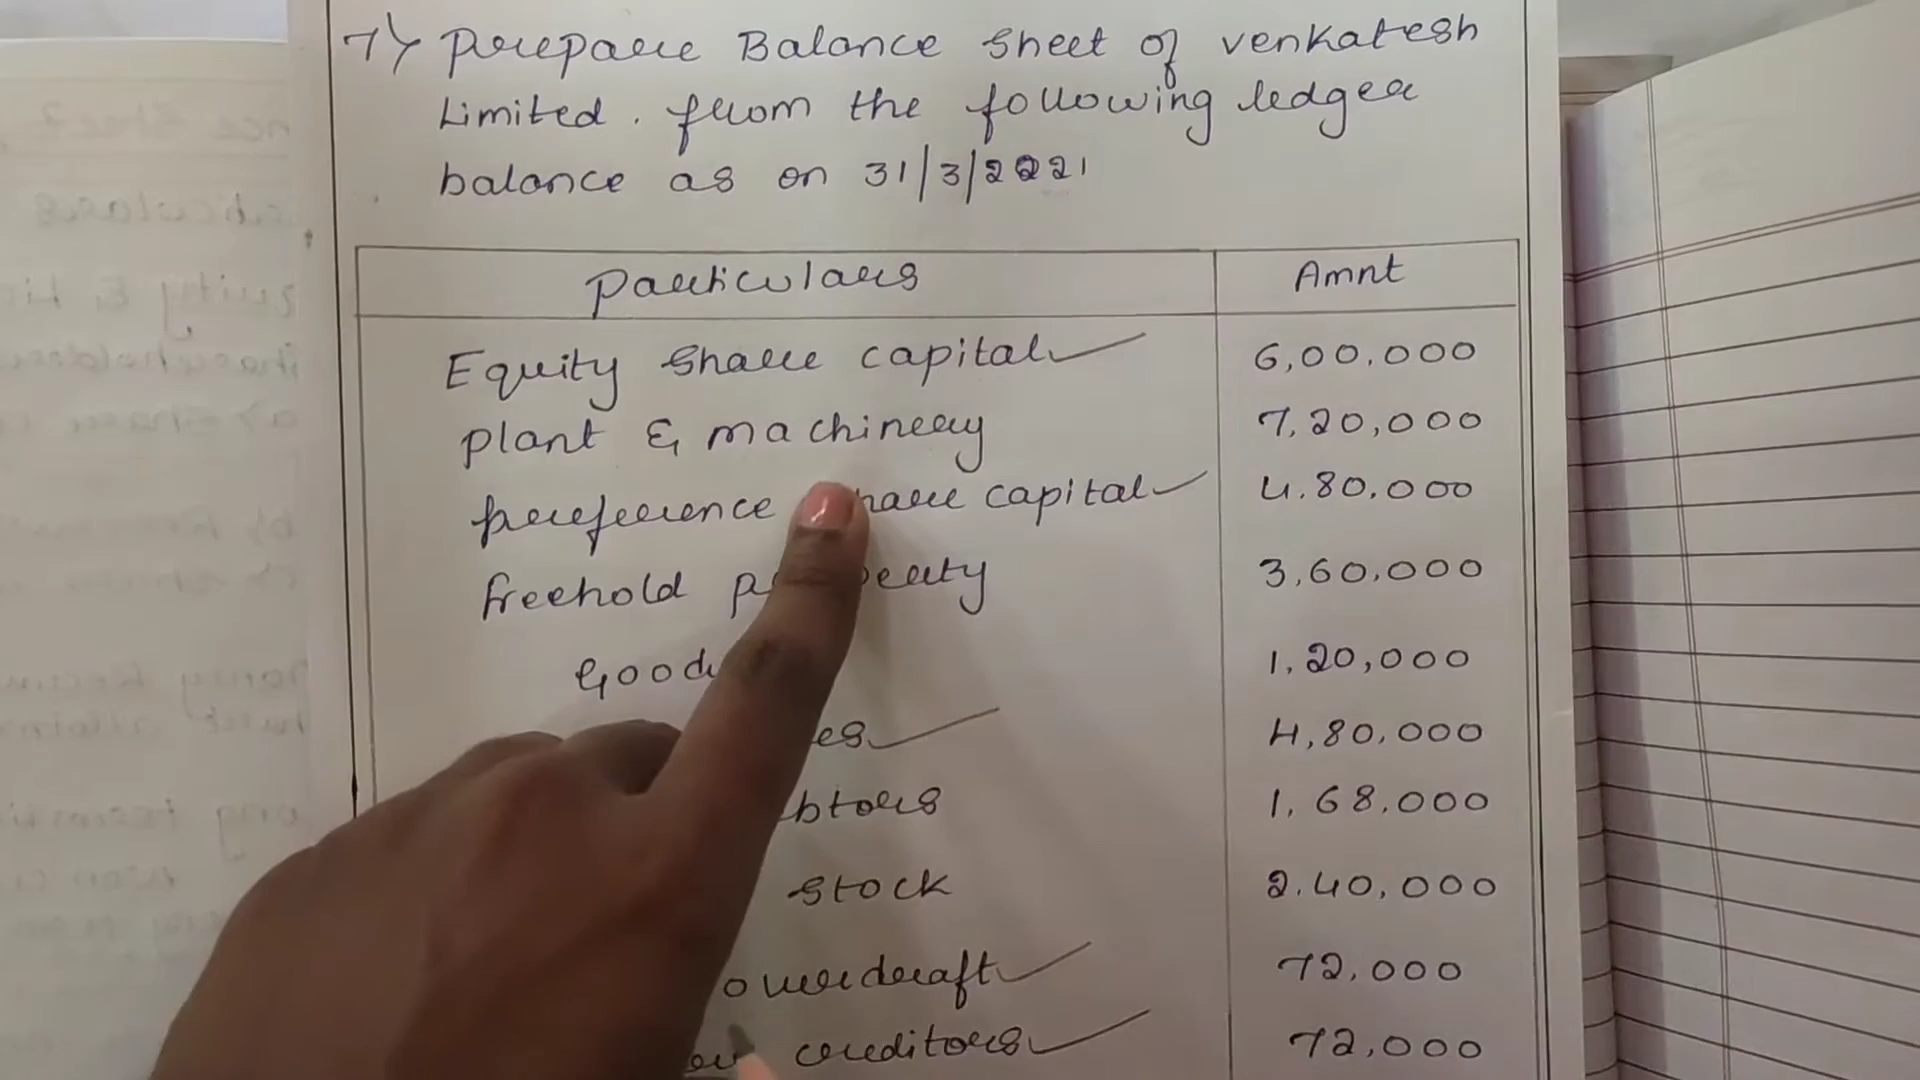 7) Prepare Balance Sheet of Venkatesh
Limited. from the following ledger
balance as on 31/3/2021
Particulars Amnt
Equity Share capital 6,00,000
Plant & machinery 7,20,000
preference capital 4,80,000
freehold 3,60,000
1,20,000
4,80,000
1,68,000
stock 2,40,000
overdraft 72,000
creditors 72,000